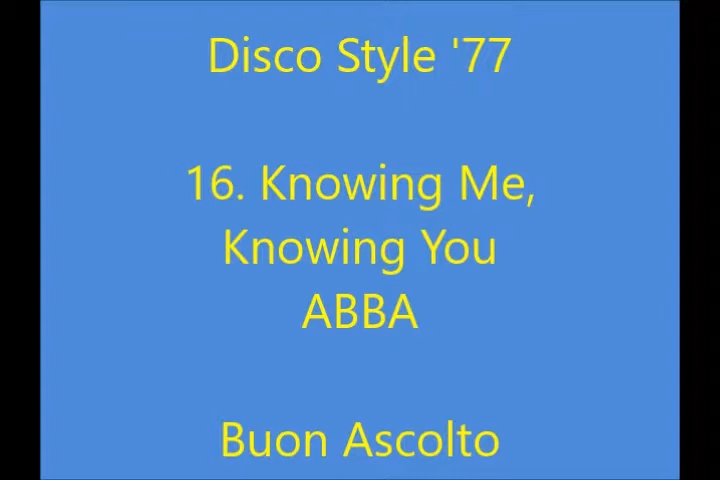 Disco Style '77
16. Knowing Me,
Knowing You
ABBA
Buon Ascolto